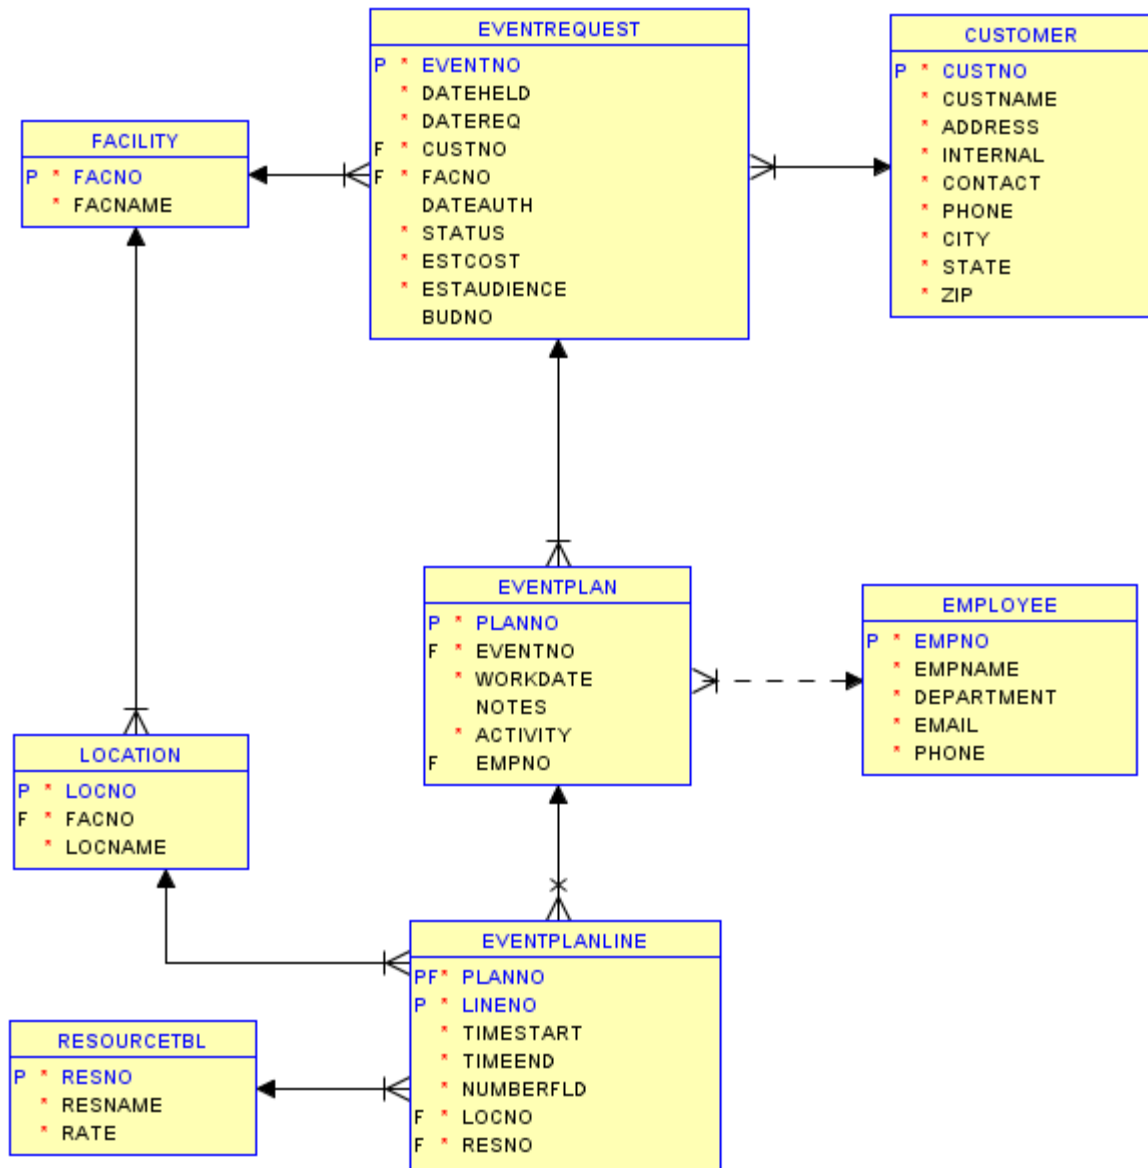 EVENTREQUEST
P * EVENTNO
* DATEHELD
* DATEREQ
F * CUSTNO
F * FACNO
DATEAUTH
* STATUS
* ESTCOST
* ESTAUDIENCE
BUDNO
CUSTOMER
P * CUSTNO
* CUSTNAME
* ADDRESS
* INTERNAL
* CONTACT
* PHONE
* CITY
* STATE
* ZIP
FACILITY
P * FACNO
* FACNAME
EVENTPLAN
P * PLANNO
F * EVENTNO
* WORKDATE
NOTES
* ACTIVITY
F EMPNO
EMPLOYEE
P * EMPNO
* EMPNAME
* DEPARTMENT
* EMAIL
* PHONE
LOCATION
P * LOCNO
F * FACNO
* LOCNAME
EVENTPLANLINE
PF* PLANNO
P * LINENO
* TIMESTART
* TIMEEND
* NUMBERFLD
F * LOCNO
F * RESNO
RESOURCETBL
P * RESNO
* RESNAME
* RATE